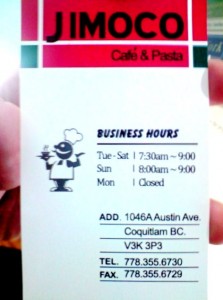 JIMOCO
Café & Pasta
BUSINESS HOURS
Tue-Sat | 7:30am~9:00
Sun | 8:00am~9:00
Mon | Closed
ADD. 1046A Austin Ave.
Coquitlam BC.
V3K 3P3
TEL. 778.355.6730
FAX. 778.355.6729